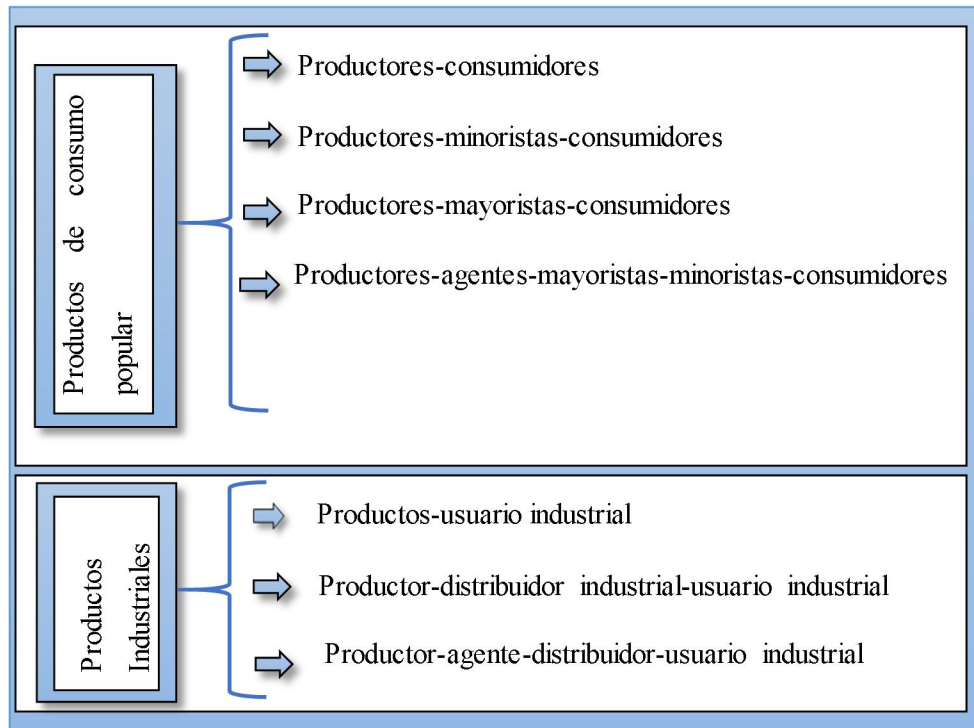 Productos de consumo
popular
Productores-consumidores
Productores-minoristas-consumidores
Productores-mayoristas-consumidores
Productores-agentes-mayoristas-minoristas-consumidores
Productos
Industriales
Productos-usuario industrial
Productor-distribuidor industrial-usuario industrial
Productor-agente-distribuidor-usuario industrial